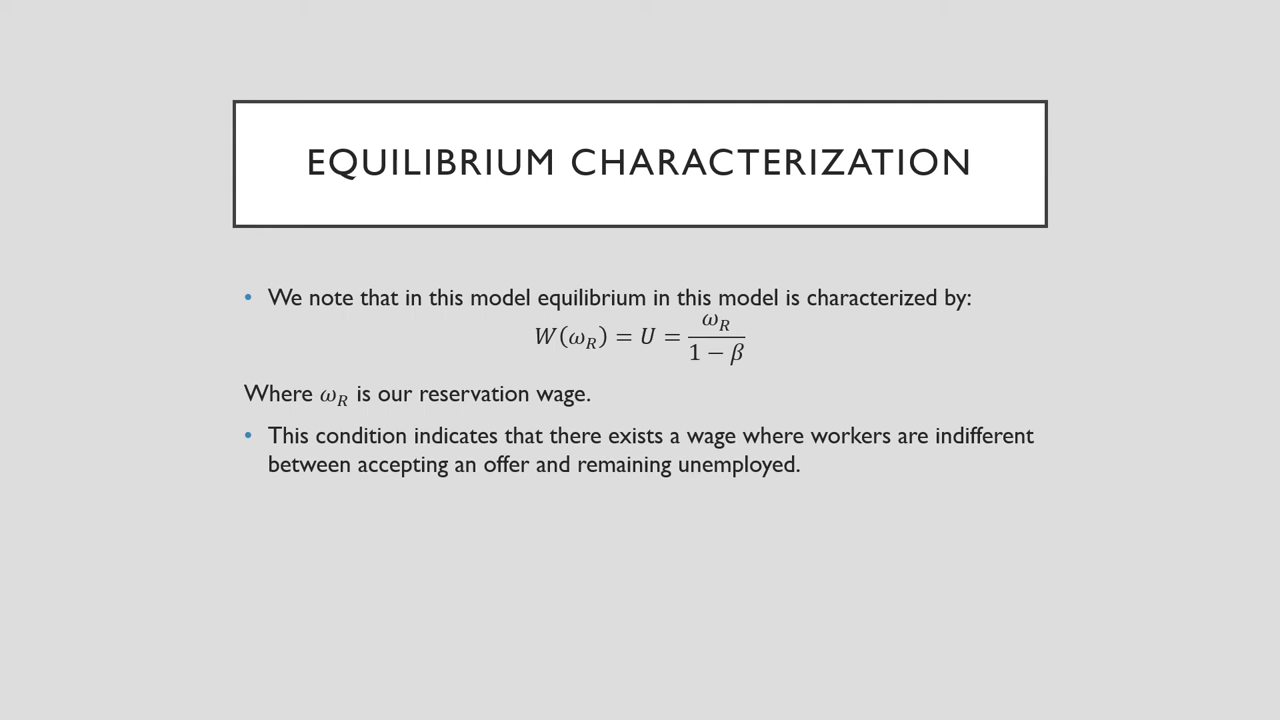 EQUILIBRIUM CHARACTERIZATION
• We note that in this model equilibrium in this model is characterized by:
W(ω_R) = U = ω_R / (1 − β)
Where ω_R is our reservation wage.
• This condition indicates that there exists a wage where workers are indifferent
between accepting an offer and remaining unemployed.